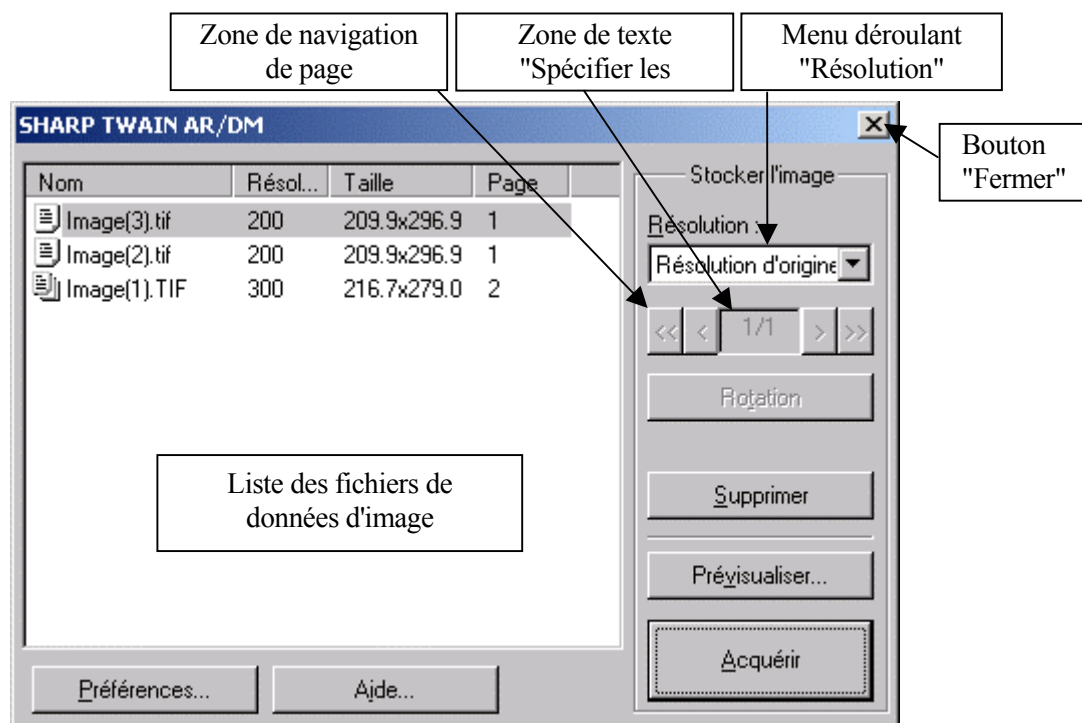 Zone de navigation
de page
Zone de texte
"Spécifier les
Menu déroulant
"Résolution"
SHARP TWAIN AR/DM
Bouton
"Fermer"
Nom Résol... Taille Page
Image(3).tif 200 209.9x296.9 1
Image(2).tif 200 209.9x296.9 1
Image(1).TIF 300 216.7x279.0 2
Stocker l'image
Résolution :
Résolution d'origine
<< < 1/1 > >>
Rotation
Liste des fichiers de
données d'image
Supprimer
Prévisualiser...
Acquérir
Préférences... Aide...